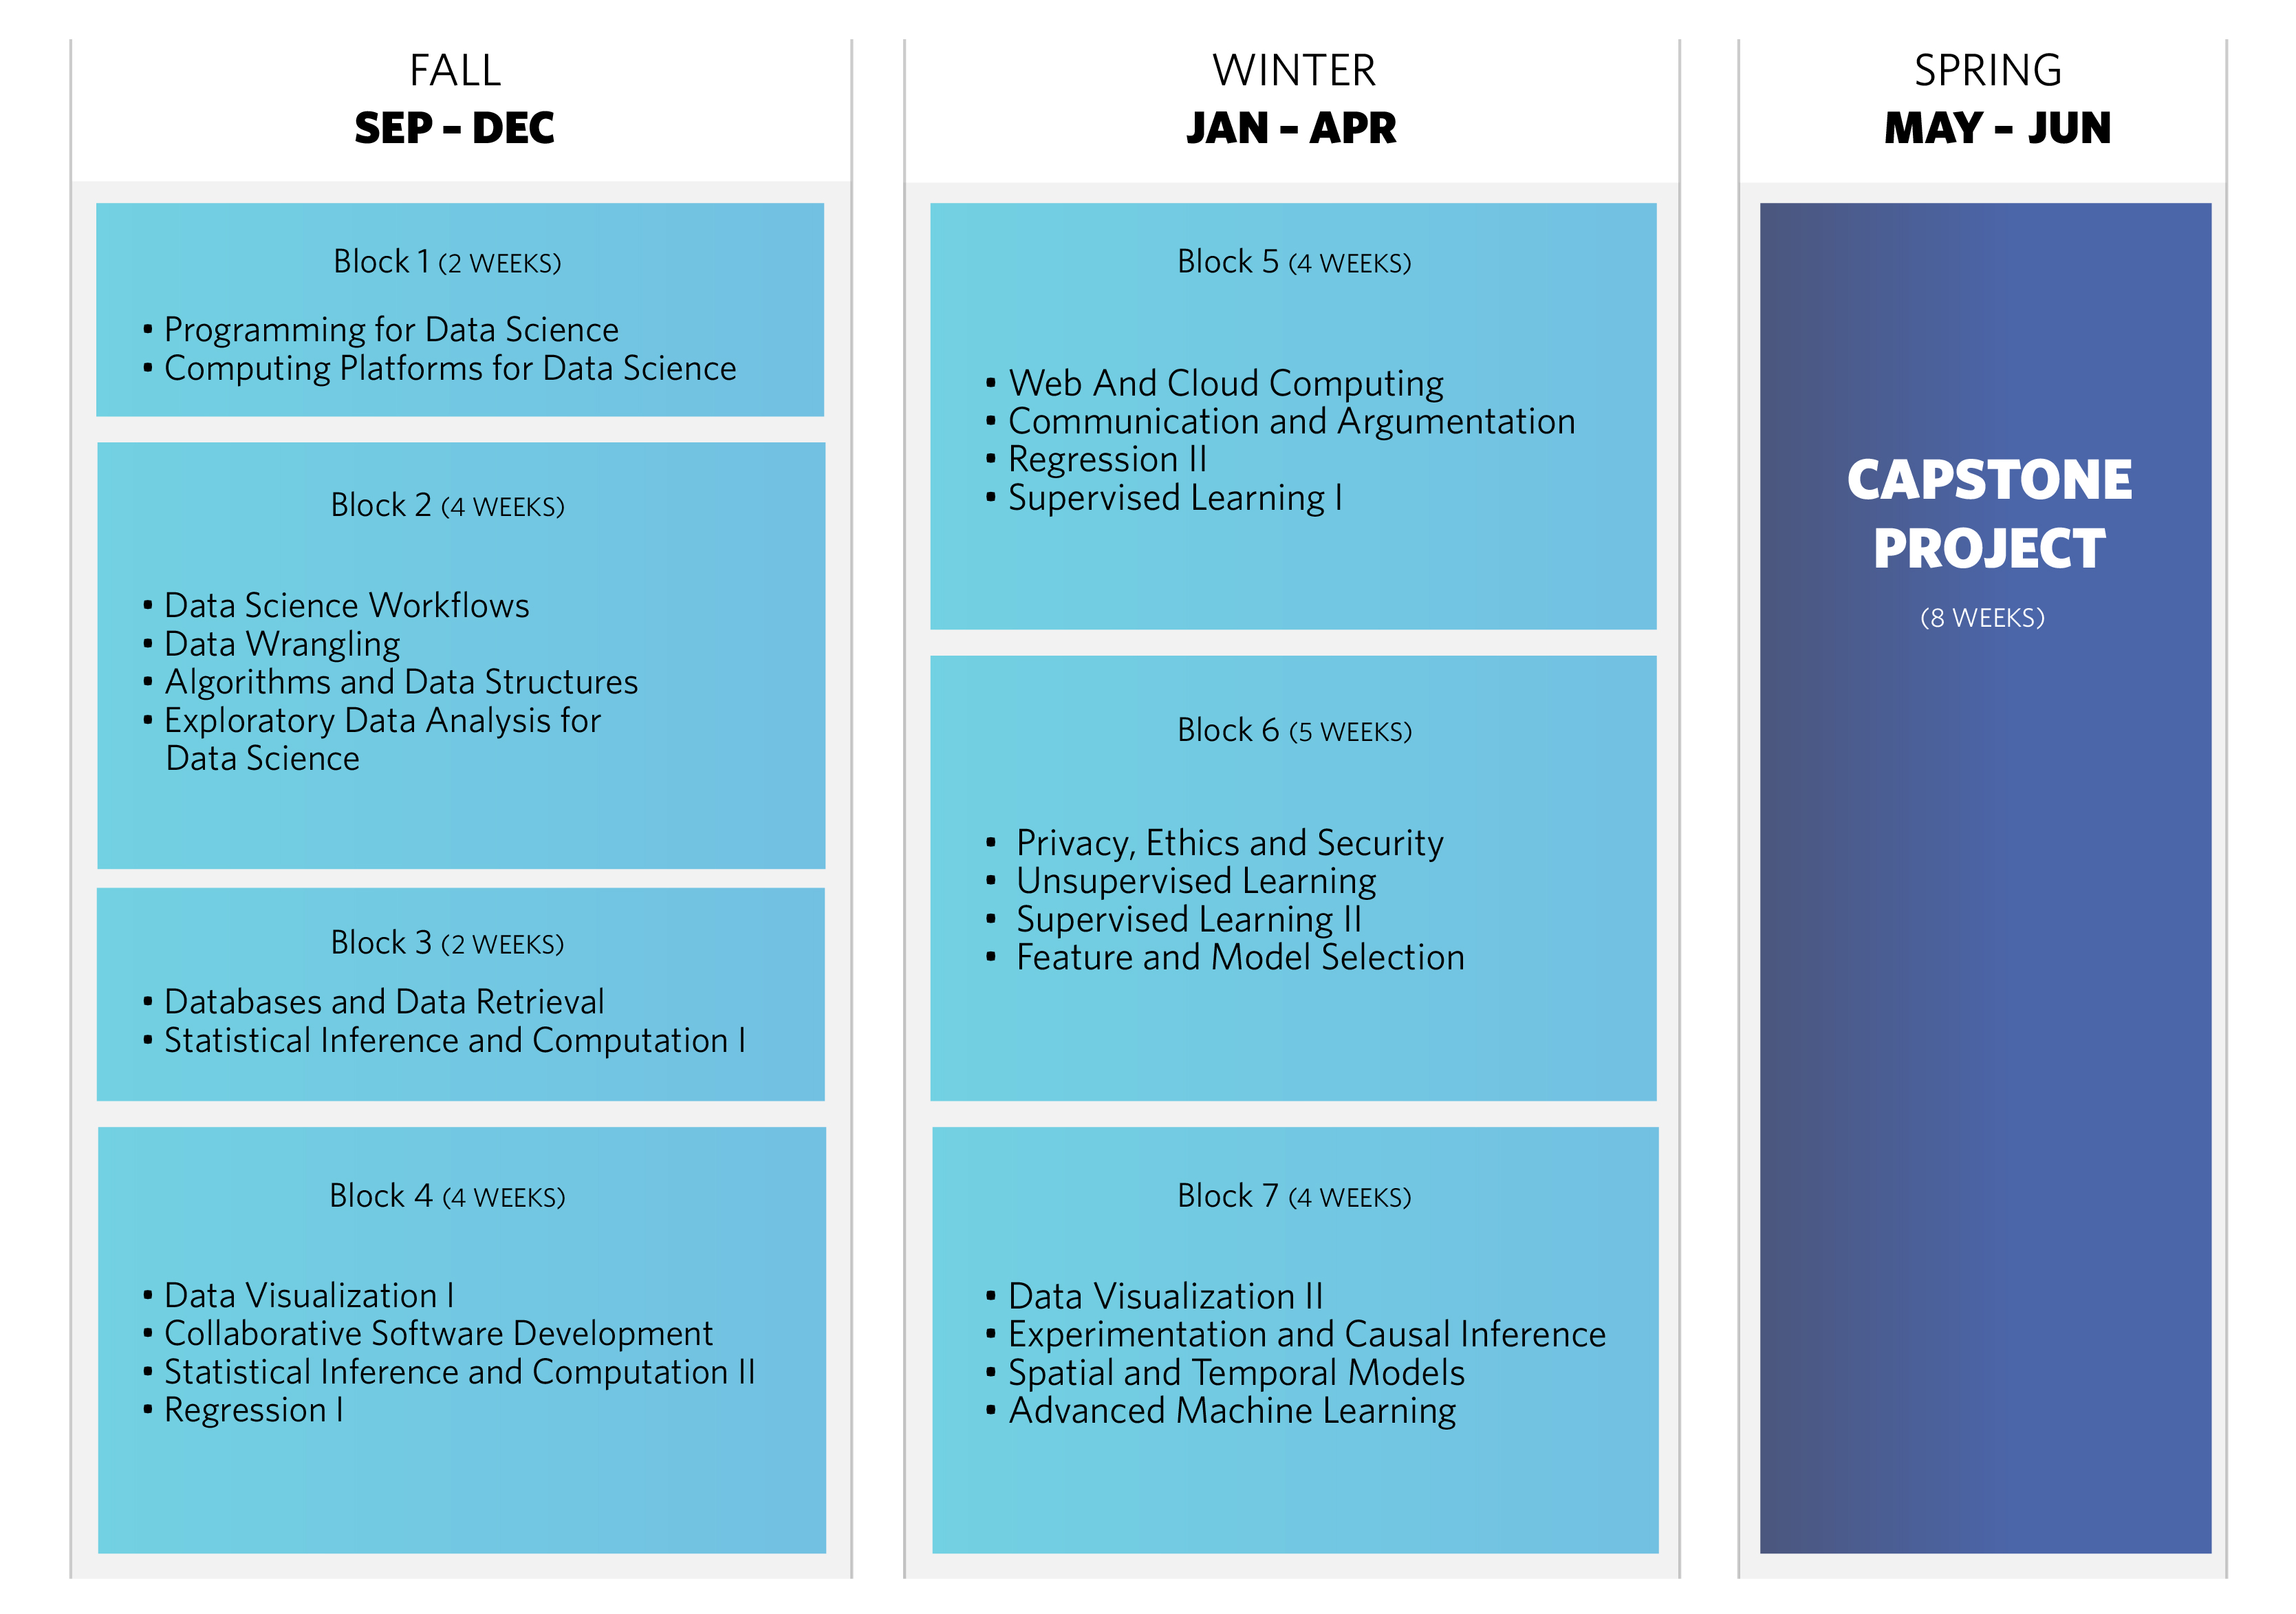 FALL
SEP – DEC
Block 1 (2 WEEKS)
• Programming for Data Science
• Computing Platforms for Data Science
Block 2 (4 WEEKS)
• Data Science Workflows
• Data Wrangling
• Algorithms and Data Structures
• Exploratory Data Analysis for
Data Science
Block 3 (2 WEEKS)
• Databases and Data Retrieval
• Statistical Inference and Computation I
Block 4 (4 WEEKS)
• Data Visualization I
• Collaborative Software Development
• Statistical Inference and Computation II
• Regression I
WINTER
JAN – APR
Block 5 (4 WEEKS)
• Web And Cloud Computing
• Communication and Argumentation
• Regression II
• Supervised Learning I
Block 6 (5 WEEKS)
• Privacy, Ethics and Security
• Unsupervised Learning
• Supervised Learning II
• Feature and Model Selection
Block 7 (4 WEEKS)
• Data Visualization II
• Experimentation and Causal Inference
• Spatial and Temporal Models
• Advanced Machine Learning
SPRING
MAY – JUN
CAPSTONE
PROJECT
(8 WEEKS)